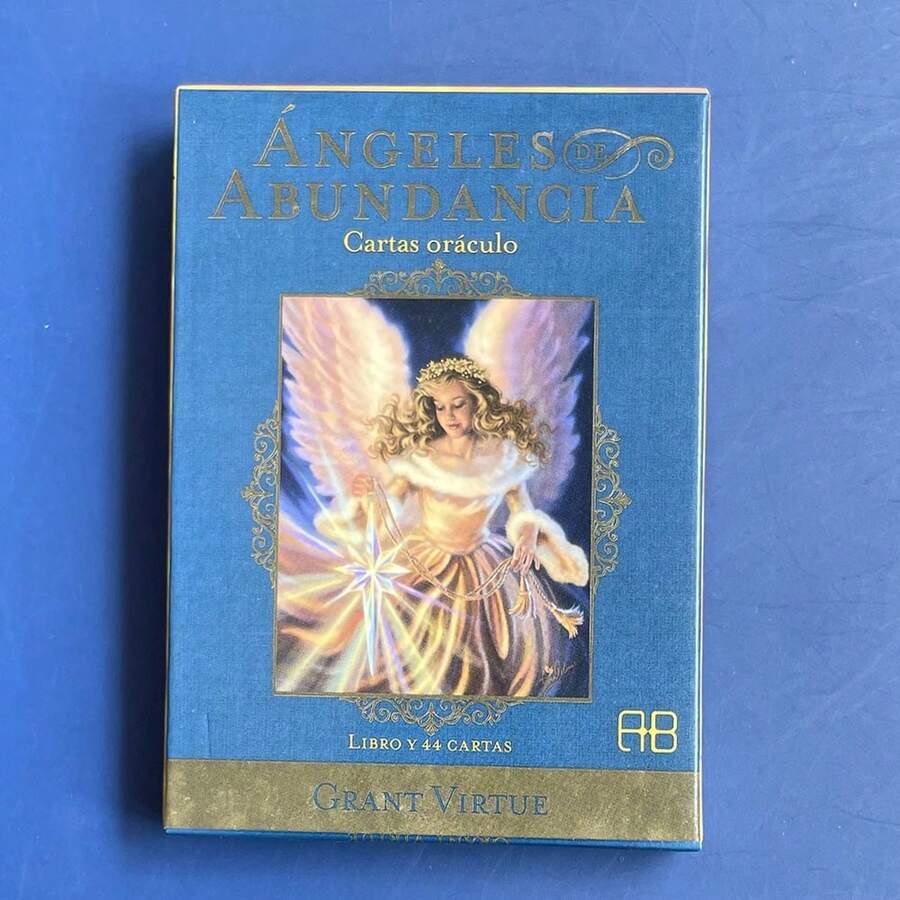 ÁNGELES DE
ABUNDANCIA
Cartas oráculo
LIBRO Y 44 CARTAS
AB
GRANT VIRTUE